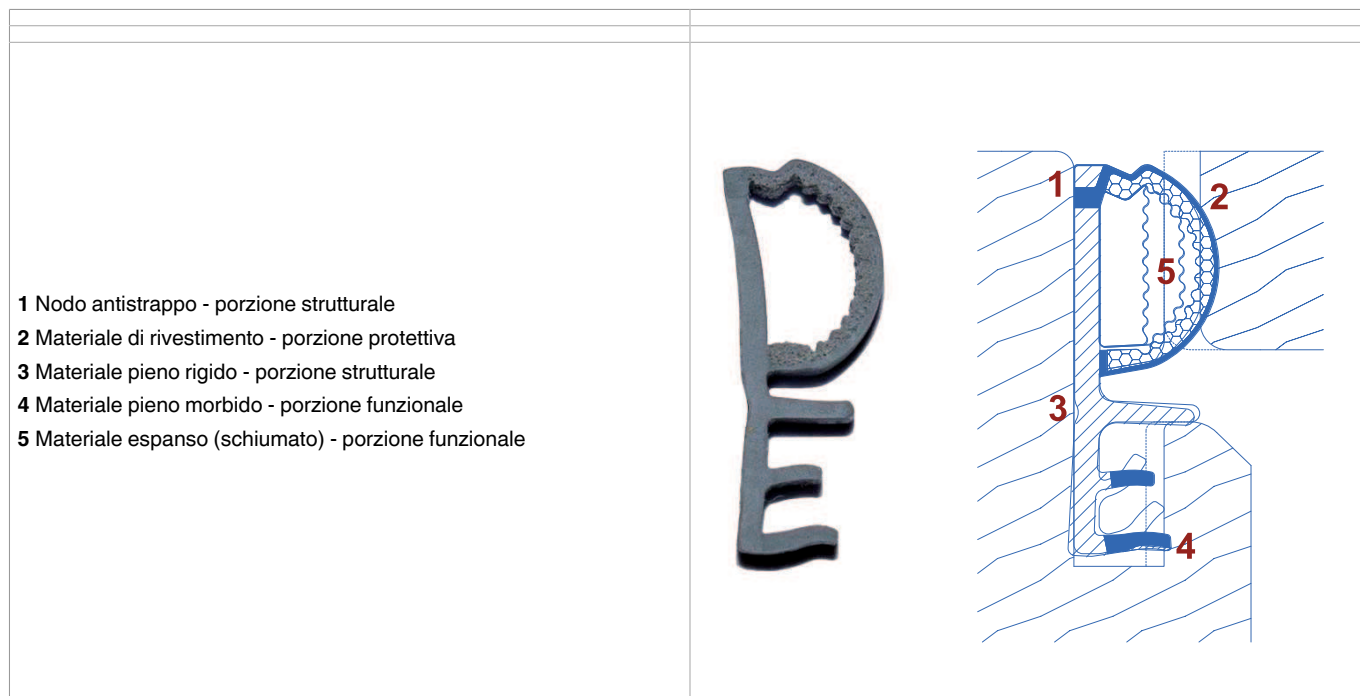 1 Nodo antistrappo - porzione strutturale
2 Materiale di rivestimento - porzione protettiva
3 Materiale pieno rigido - porzione strutturale
4 Materiale pieno morbido - porzione funzionale
5 Materiale espanso (schiumato) - porzione funzionale
1
2
5
3
4